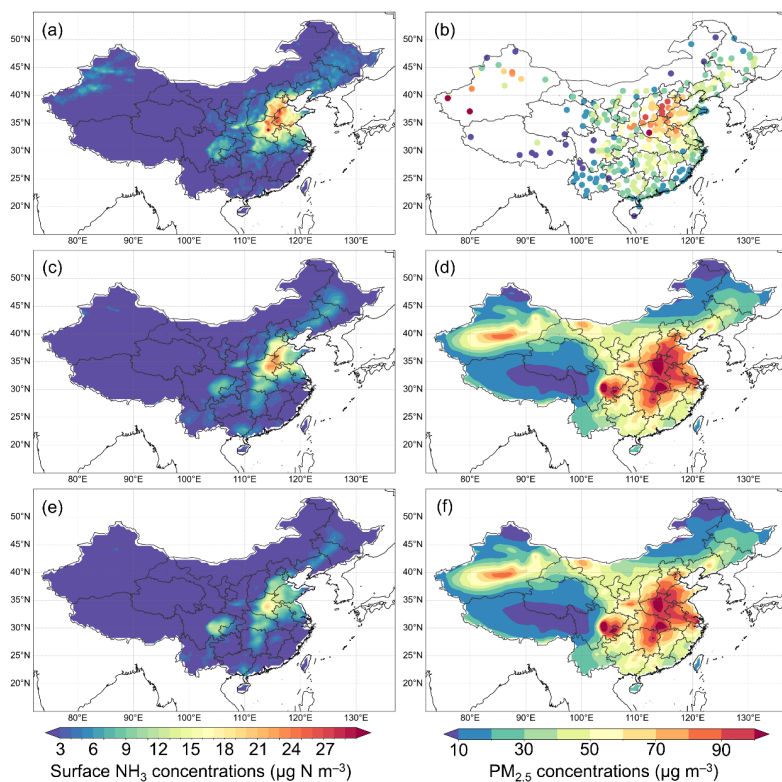 (a) (b)
50°N 50°N
45°N 45°N
40°N 40°N
35°N 35°N
30°N 30°N
25°N 25°N
20°N 20°N
80°E 90°E 100°E 110°E 120°E 130°E 80°E 90°E 100°E 110°E 120°E 130°E
(c) (d)
50°N 50°N
45°N 45°N
40°N 40°N
35°N 35°N
30°N 30°N
25°N 25°N
20°N 20°N
80°E 90°E 100°E 110°E 120°E 130°E 80°E 90°E 100°E 110°E 120°E 130°E
(e) (f)
50°N 50°N
45°N 45°N
40°N 40°N
35°N 35°N
30°N 30°N
25°N 25°N
20°N 20°N
80°E 90°E 100°E 110°E 120°E 130°E 80°E 90°E 100°E 110°E 120°E 130°E
3 6 9 12 15 18 21 24 27 10 30 50 70 90
Surface NH₃ concentrations (µg N m⁻³) PM₂.₅ concentrations (µg m⁻³)